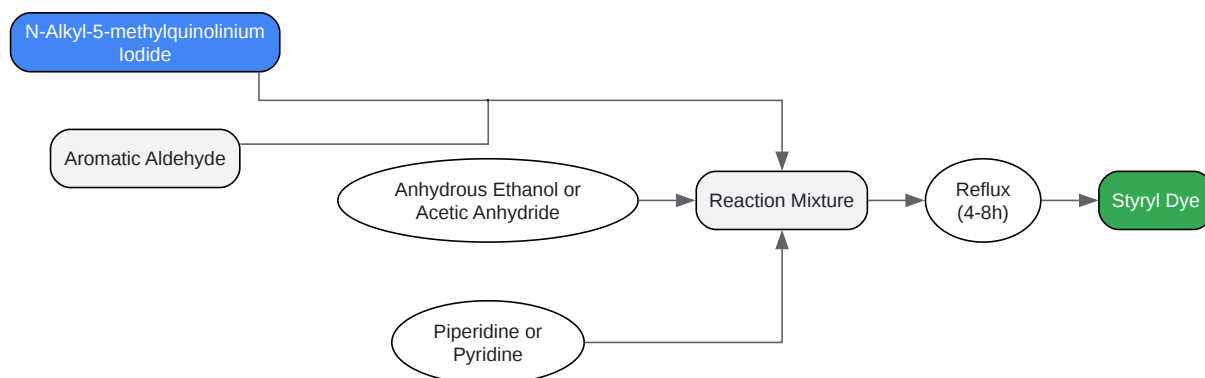 N-Alkyl-5-methylquinolinium
Iodide
Aromatic Aldehyde
Anhydrous Ethanol or
Acetic Anhydride
Piperidine or
Pyridine
Reaction Mixture
Reflux
(4-8h)
Styryl Dye